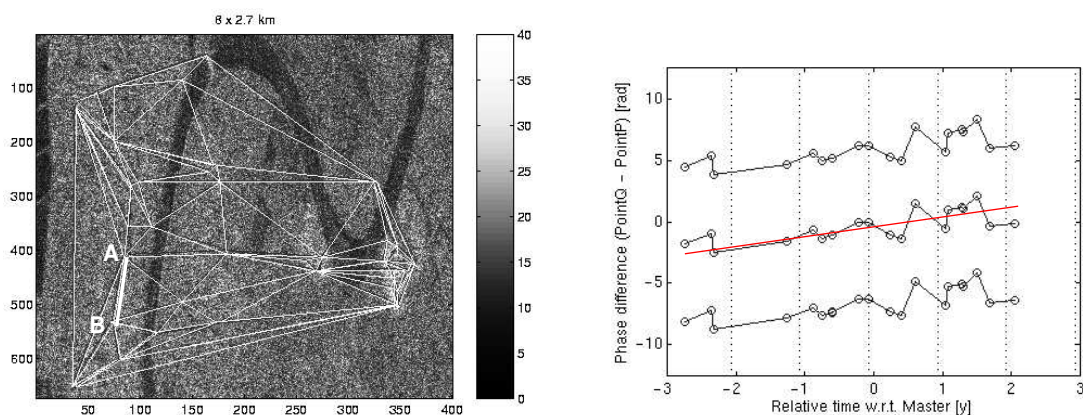 6 x 2.7 km
100
200
300
400
500
600
50 100 150 200 250 300 350 400
A
B
40
35
30
25
20
15
10
5
0
Phase difference (PointQ - PointP) [rad]
10
5
0
-5
-10
-3 -2 -1 0 1 2 3
Relative time w.r.t. Master [y]